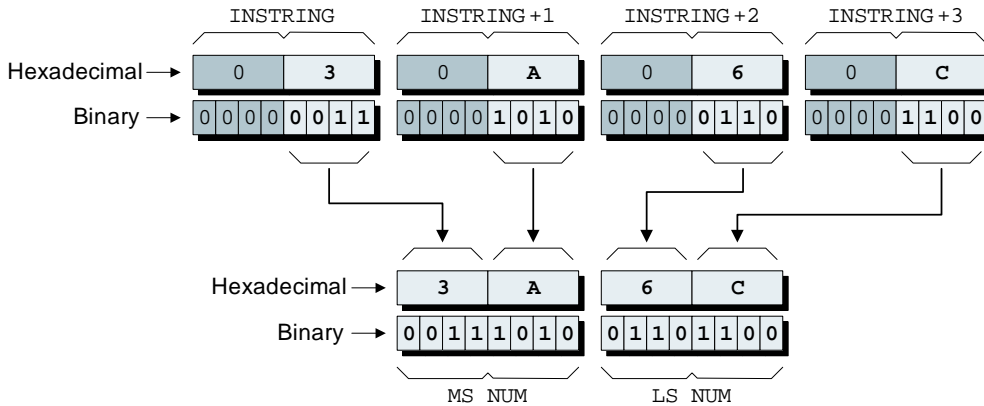 INSTRING INSTRING+1 INSTRING+2 INSTRING+3
Hexadecimal 0 3 0 A 0 6 0 C
Binary 0 0 0 0 0 0 1 1 0 0 0 0 1 0 1 0 0 0 0 0 0 1 1 0 0 0 0 0 1 1 0 0
Hexadecimal 3 A 6 C
Binary 0 0 1 1 1 0 1 0 0 1 1 0 1 1 0 0
MS NUM LS NUM